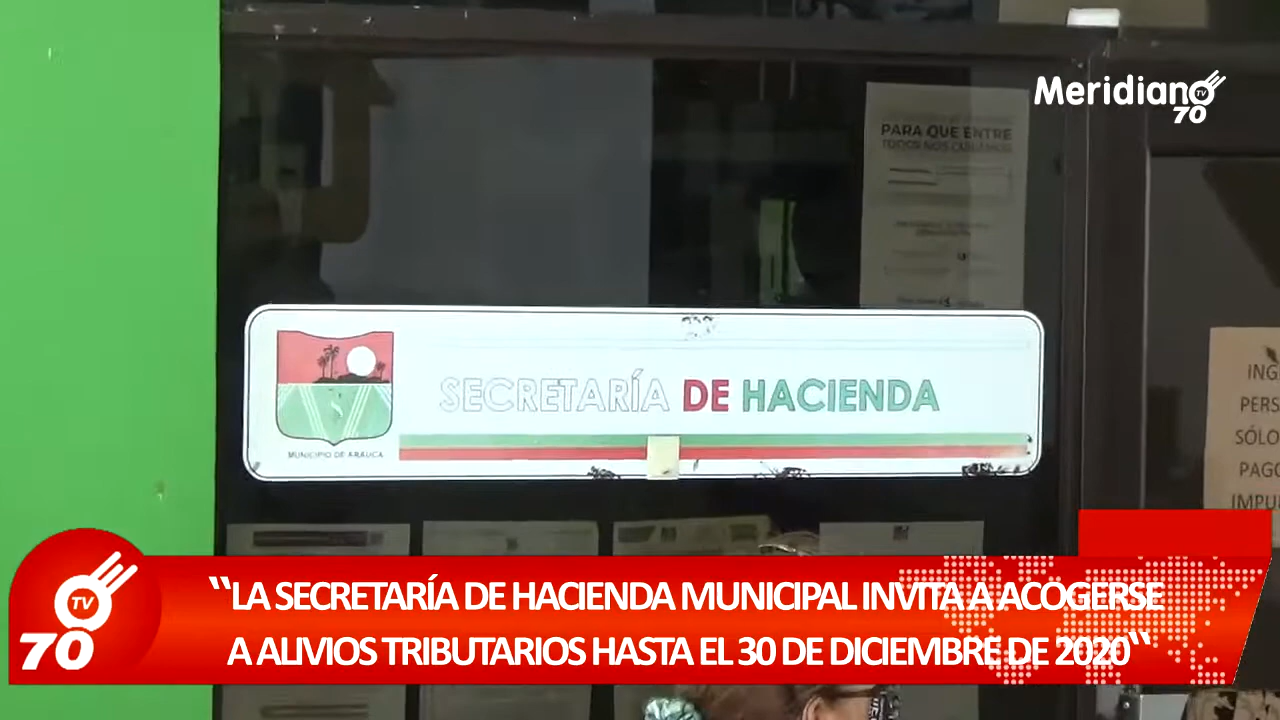 Meridiano
TV
70
PARA QUE ENTRE
TODOS NOS CUIDAMOS
SECRETARÍA DE HACIENDA
MUNICIPIO DE ARAUCA
ING
PERS
SÓLO
PAGO
IMPU
TV
70
“LA SECRETARÍA DE HACIENDA MUNICIPAL INVITA A ACOGERSE
A ALIVIOS TRIBUTARIOS HASTA EL 30 DE DICIEMBRE DE 2020“